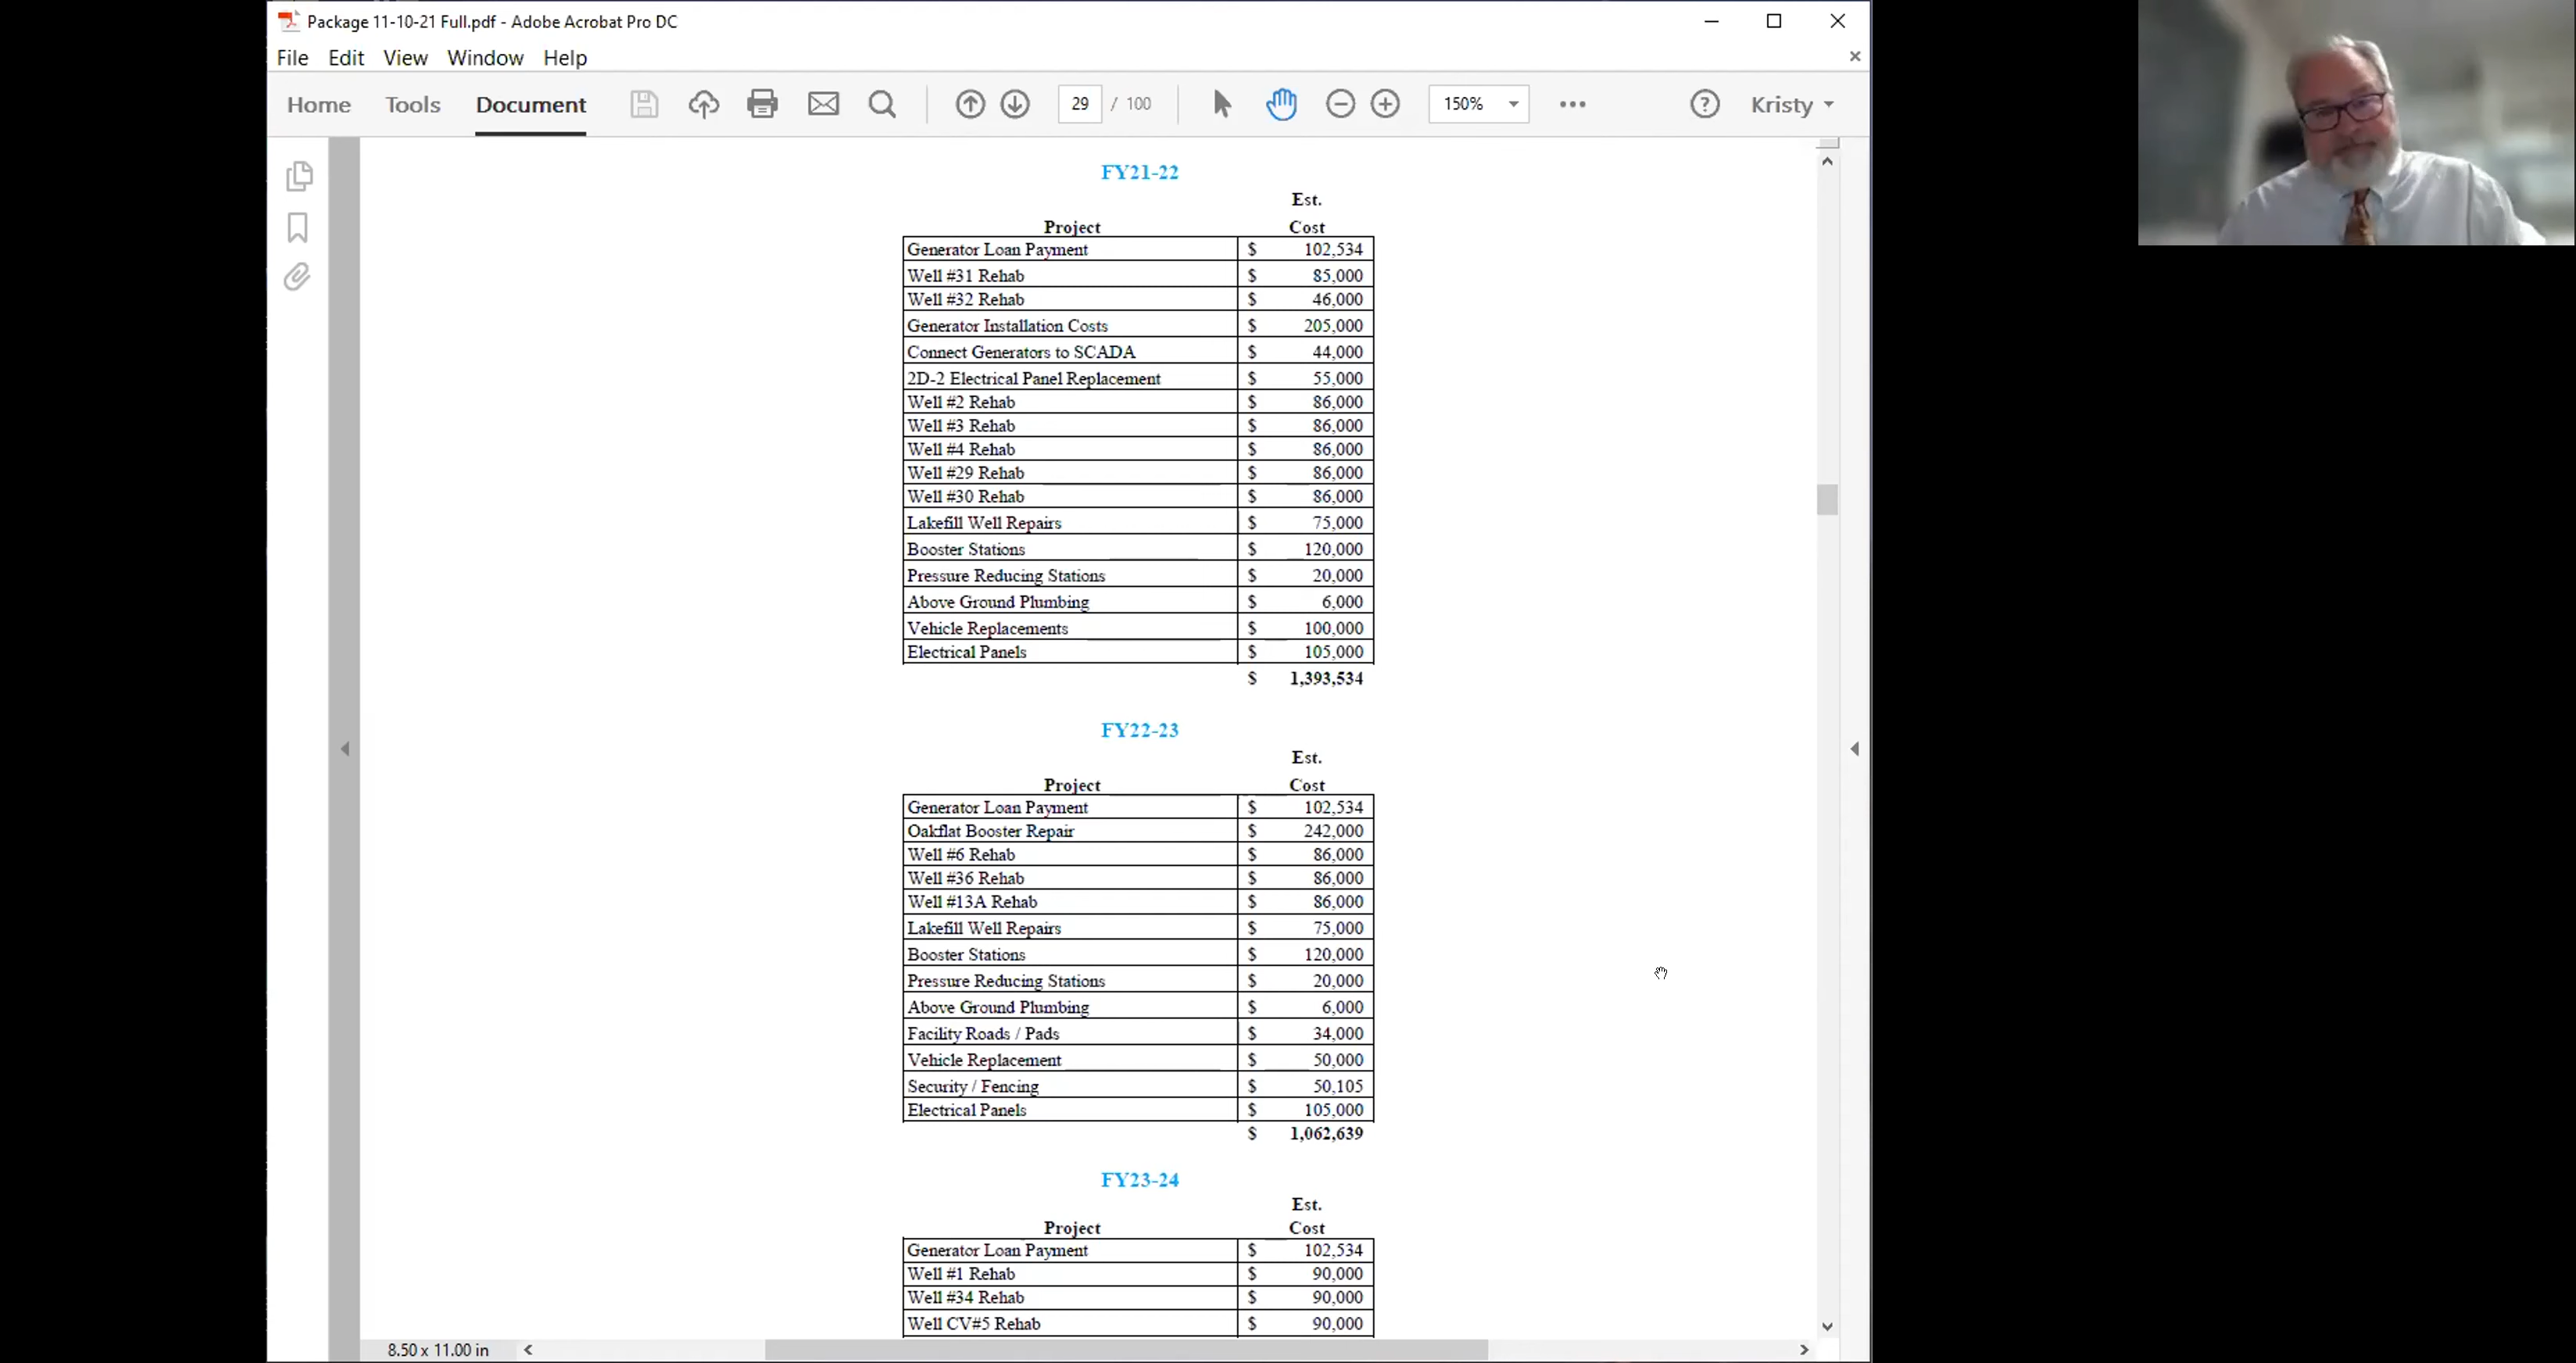 Package 11-10-21 Full.pdf - Adobe Acrobat Pro DC
File Edit View Window Help
Home Tools Document 29 / 100 150% Kristy
FY21-22
Est.
Project Cost
Generator Loan Payment $ 102,534
Well #31 Rehab $ 85,000
Well #32 Rehab $ 46,000
Generator Installation Costs $ 205,000
Connect Generators to SCADA $ 44,000
2D-2 Electrical Panel Replacement $ 55,000
Well #2 Rehab $ 86,000
Well #3 Rehab $ 86,000
Well #4 Rehab $ 86,000
Well #29 Rehab $ 86,000
Well #30 Rehab $ 86,000
Lakefill Well Repairs $ 75,000
Booster Stations $ 120,000
Pressure Reducing Stations $ 20,000
Above Ground Plumbing $ 6,000
Vehicle Replacements $ 100,000
Electrical Panels $ 105,000
$ 1,393,534
FY22-23
Est.
Project Cost
Generator Loan Payment $ 102,534
Oakflat Booster Repair $ 242,000
Well #6 Rehab $ 86,000
Well #36 Rehab $ 86,000
Well #13A Rehab $ 86,000
Lakefill Well Repairs $ 75,000
Booster Stations $ 120,000
Pressure Reducing Stations $ 20,000
Above Ground Plumbing $ 6,000
Facility Roads / Pads $ 34,000
Vehicle Replacement $ 50,000
Security / Fencing $ 50,105
Electrical Panels $ 105,000
$ 1,062,639
FY23-24
Est.
Project Cost
Generator Loan Payment $ 102,534
Well #1 Rehab $ 90,000
Well #34 Rehab $ 90,000
Well CV#5 Rehab $ 90,000
8.50 x 11.00 in